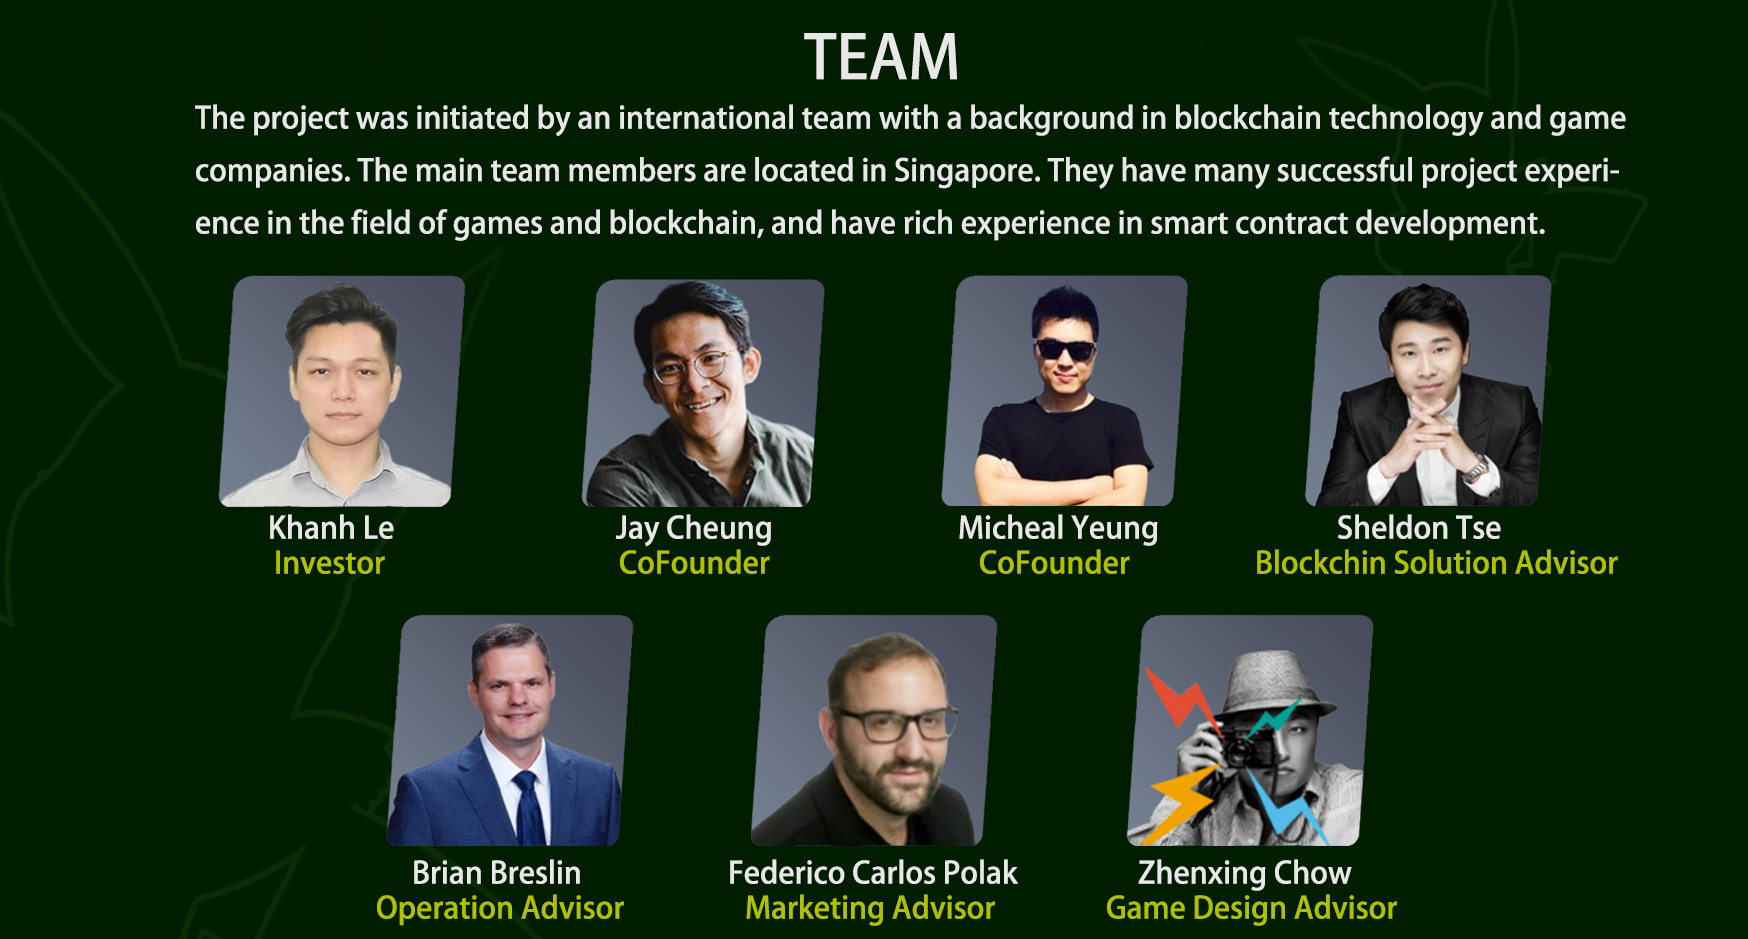 TEAM
The project was initiated by an international team with a background in blockchain technology and game
companies. The main team members are located in Singapore. They have many successful project experi-
ence in the field of games and blockchain, and have rich experience in smart contract development.
Khanh Le
Investor
Jay Cheung
CoFounder
Micheal Yeung
CoFounder
Sheldon Tse
Blockchin Solution Advisor
Brian Breslin
Operation Advisor
Federico Carlos Polak
Marketing Advisor
Zhenxing Chow
Game Design Advisor